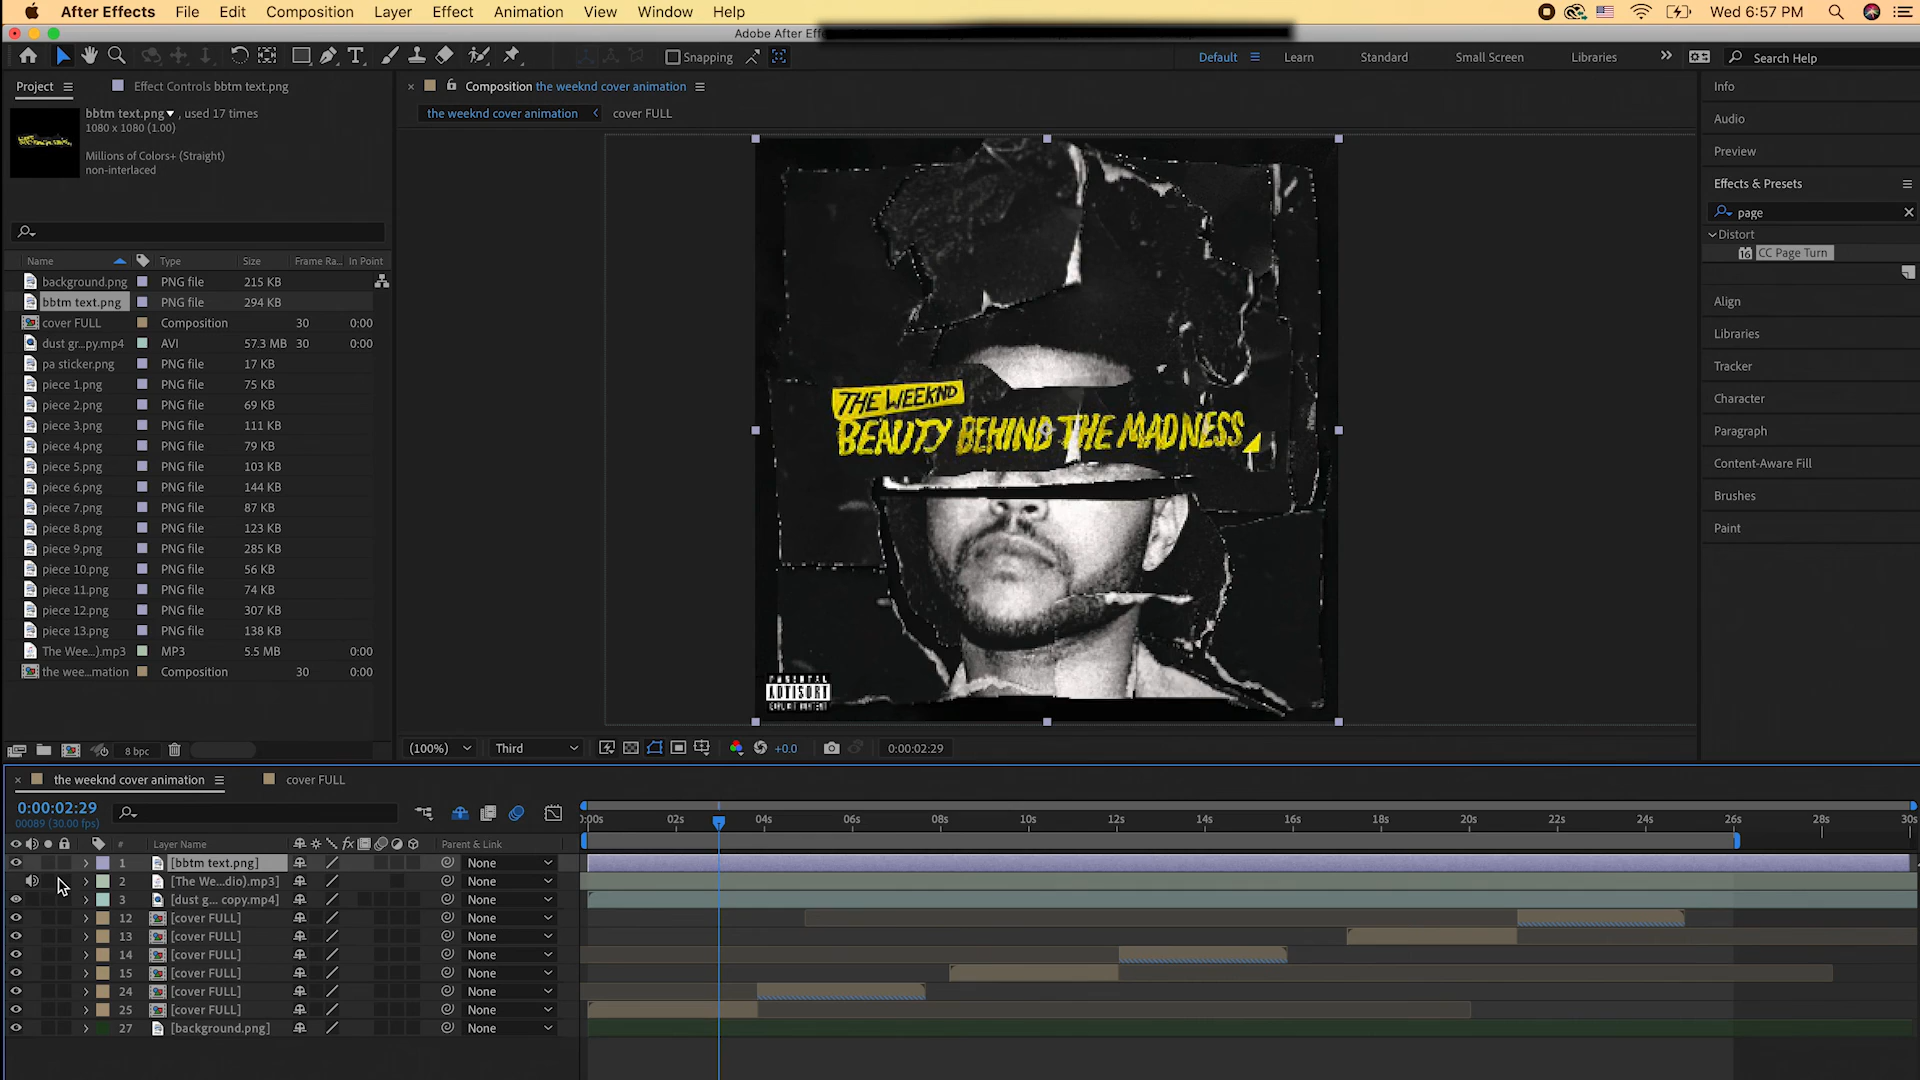 After Effects File Edit Composition Layer Effect Animation View Window Help Wed 6:57 PM
Adobe After Eff
Snapping Default Learn Standard Small Screen Libraries Search Help
Project Effect Controls bbtm text.png Composition the weeknd cover animation Info
bbtm text.png , used 17 times
1080 x 1080 (1.00)
the weeknd cover animation cover FULL
Audio
Millions of Colors+ (Straight)
non-interlaced
Preview
Effects & Presets
page
Distort
16 CC Page Turn
Align
Libraries
Tracker
Character
Paragraph
Content-Aware Fill
Brushes
Paint
Name Type Size Frame Ra... In Point
background.png PNG file 215 KB
bbtm text.png PNG file 294 KB
cover FULL Composition 30 0:00
dust gr...py.mp4 AVI 57.3 MB 30 0:00
pa sticker.png PNG file 17 KB
piece 1.png PNG file 75 KB
piece 2.png PNG file 69 KB
piece 3.png PNG file 111 KB
piece 4.png PNG file 79 KB
piece 5.png PNG file 103 KB
piece 6.png PNG file 144 KB
piece 7.png PNG file 87 KB
piece 8.png PNG file 123 KB
piece 9.png PNG file 285 KB
piece 10.png PNG file 56 KB
piece 11.png PNG file 74 KB
piece 12.png PNG file 307 KB
piece 13.png PNG file 138 KB
The Wee...).mp3 MP3 5.5 MB 0:00
the wee...mation Composition 30 0:00
THE WEEKND
BEAUTY BEHIND THE MADNESS
PARENTAL
ADVISORY
EXPLICIT CONTENT
8 bpc (100%) Third +0.0 0:00:02:29
the weeknd cover animation cover FULL
0:00:02:29
00089 (30.00 fps)
):00s 02s 04s 06s 08s 10s 12s 14s 16s 18s 20s 22s 24s 26s 28s 30s
# Layer Name fx Parent & Link
1 [bbtm text.png] None
2 [The We...dio).mp3] None
3 [dust g... copy.mp4] None
12 [cover FULL] None
13 [cover FULL] None
14 [cover FULL] None
15 [cover FULL] None
24 [cover FULL] None
25 [cover FULL] None
27 [background.png] None